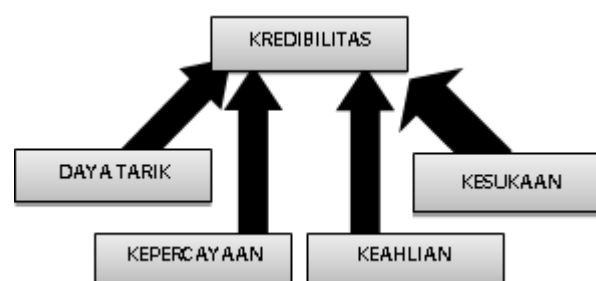 KREDIBILITAS
DAYA TARIK
KESUKAAN
KEPERCAYAAN
KEAHLIAN